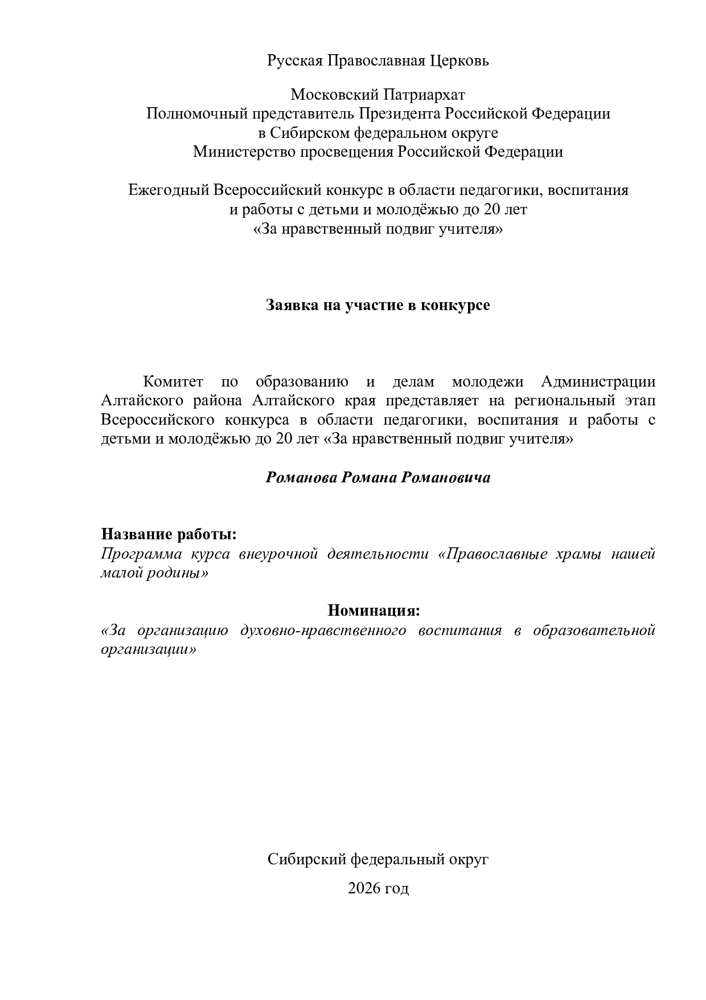 Русская Православная Церковь
Московский Патриархат
Полномочный представитель Президента Российской Федерации
в Сибирском федеральном округе
Министерство просвещения Российской Федерации
Ежегодный Всероссийский конкурс в области педагогики, воспитания
и работы с детьми и молодёжью до 20 лет
«За нравственный подвиг учителя»
Заявка на участие в конкурсе
Комитет по образованию и делам молодежи Администрации
Алтайского района Алтайского края представляет на региональный этап
Всероссийского конкурса в области педагогики, воспитания и работы с
детьми и молодёжью до 20 лет «За нравственный подвиг учителя»
Романова Романа Романовича
Название работы:
Программа курса внеурочной деятельности «Православные храмы нашей
малой родины»
Номинация:
«За организацию духовно-нравственного воспитания в образовательной
организации»
Сибирский федеральный округ
2026 год